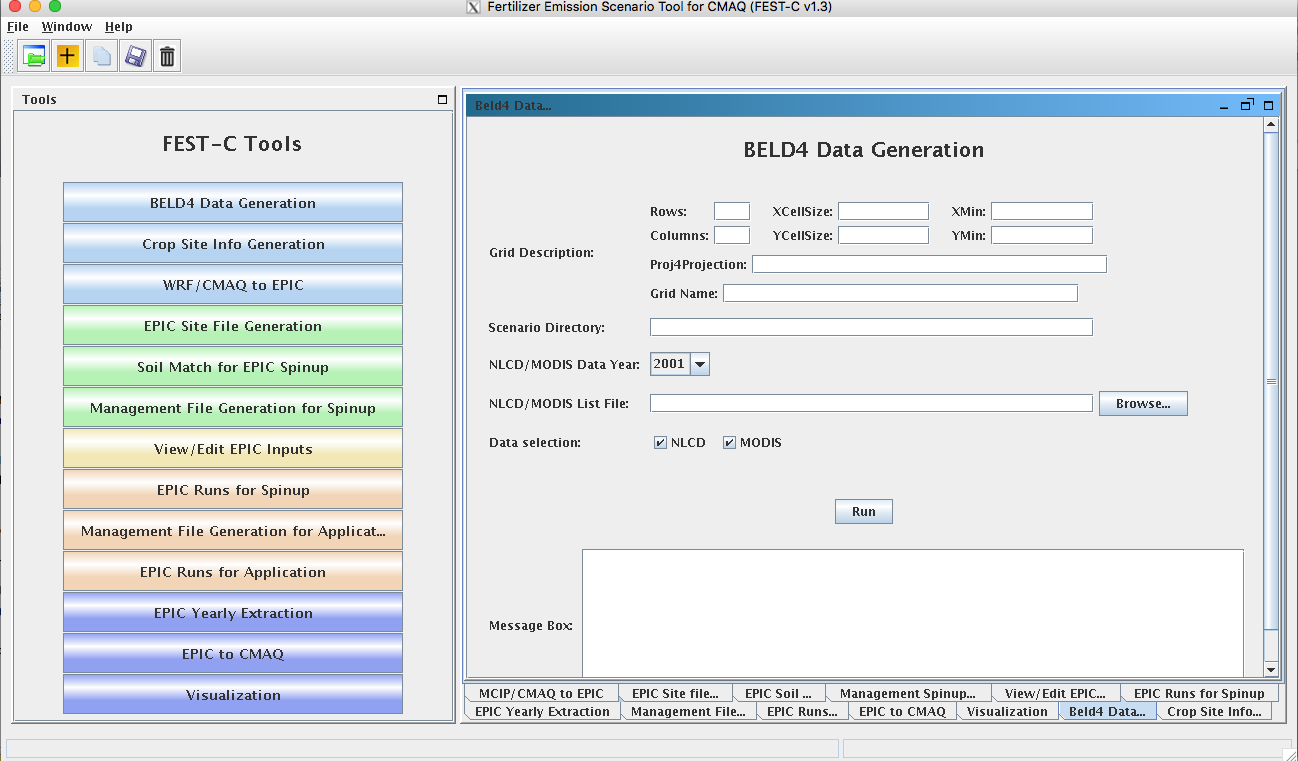 Fertilizer Emission Scenario Tool for CMAQ (FEST-C v1.3)
File Window Help
Tools
FEST-C Tools
BELD4 Data Generation
Crop Site Info Generation
WRF/CMAQ to EPIC
EPIC Site File Generation
Soil Match for EPIC Spinup
Management File Generation for Spinup
View/Edit EPIC Inputs
EPIC Runs for Spinup
Management File Generation for Applicat...
EPIC Runs for Application
EPIC Yearly Extraction
EPIC to CMAQ
Visualization
Beld4 Data...
BELD4 Data Generation
Grid Description:
Rows: XCellSize: XMin:
Columns: YCellSize: YMin:
Proj4Projection:
Grid Name:
Scenario Directory:
NLCD/MODIS Data Year: 2001
NLCD/MODIS List File: Browse...
Data selection: NLCD MODIS
Run
Message Box:
MCIP/CMAQ to EPIC EPIC Site file... EPIC Soil ... Management Spinup... View/Edit EPIC... EPIC Runs for Spinup
EPIC Yearly Extraction Management File... EPIC Runs... EPIC to CMAQ Visualization Beld4 Data... Crop Site Info...